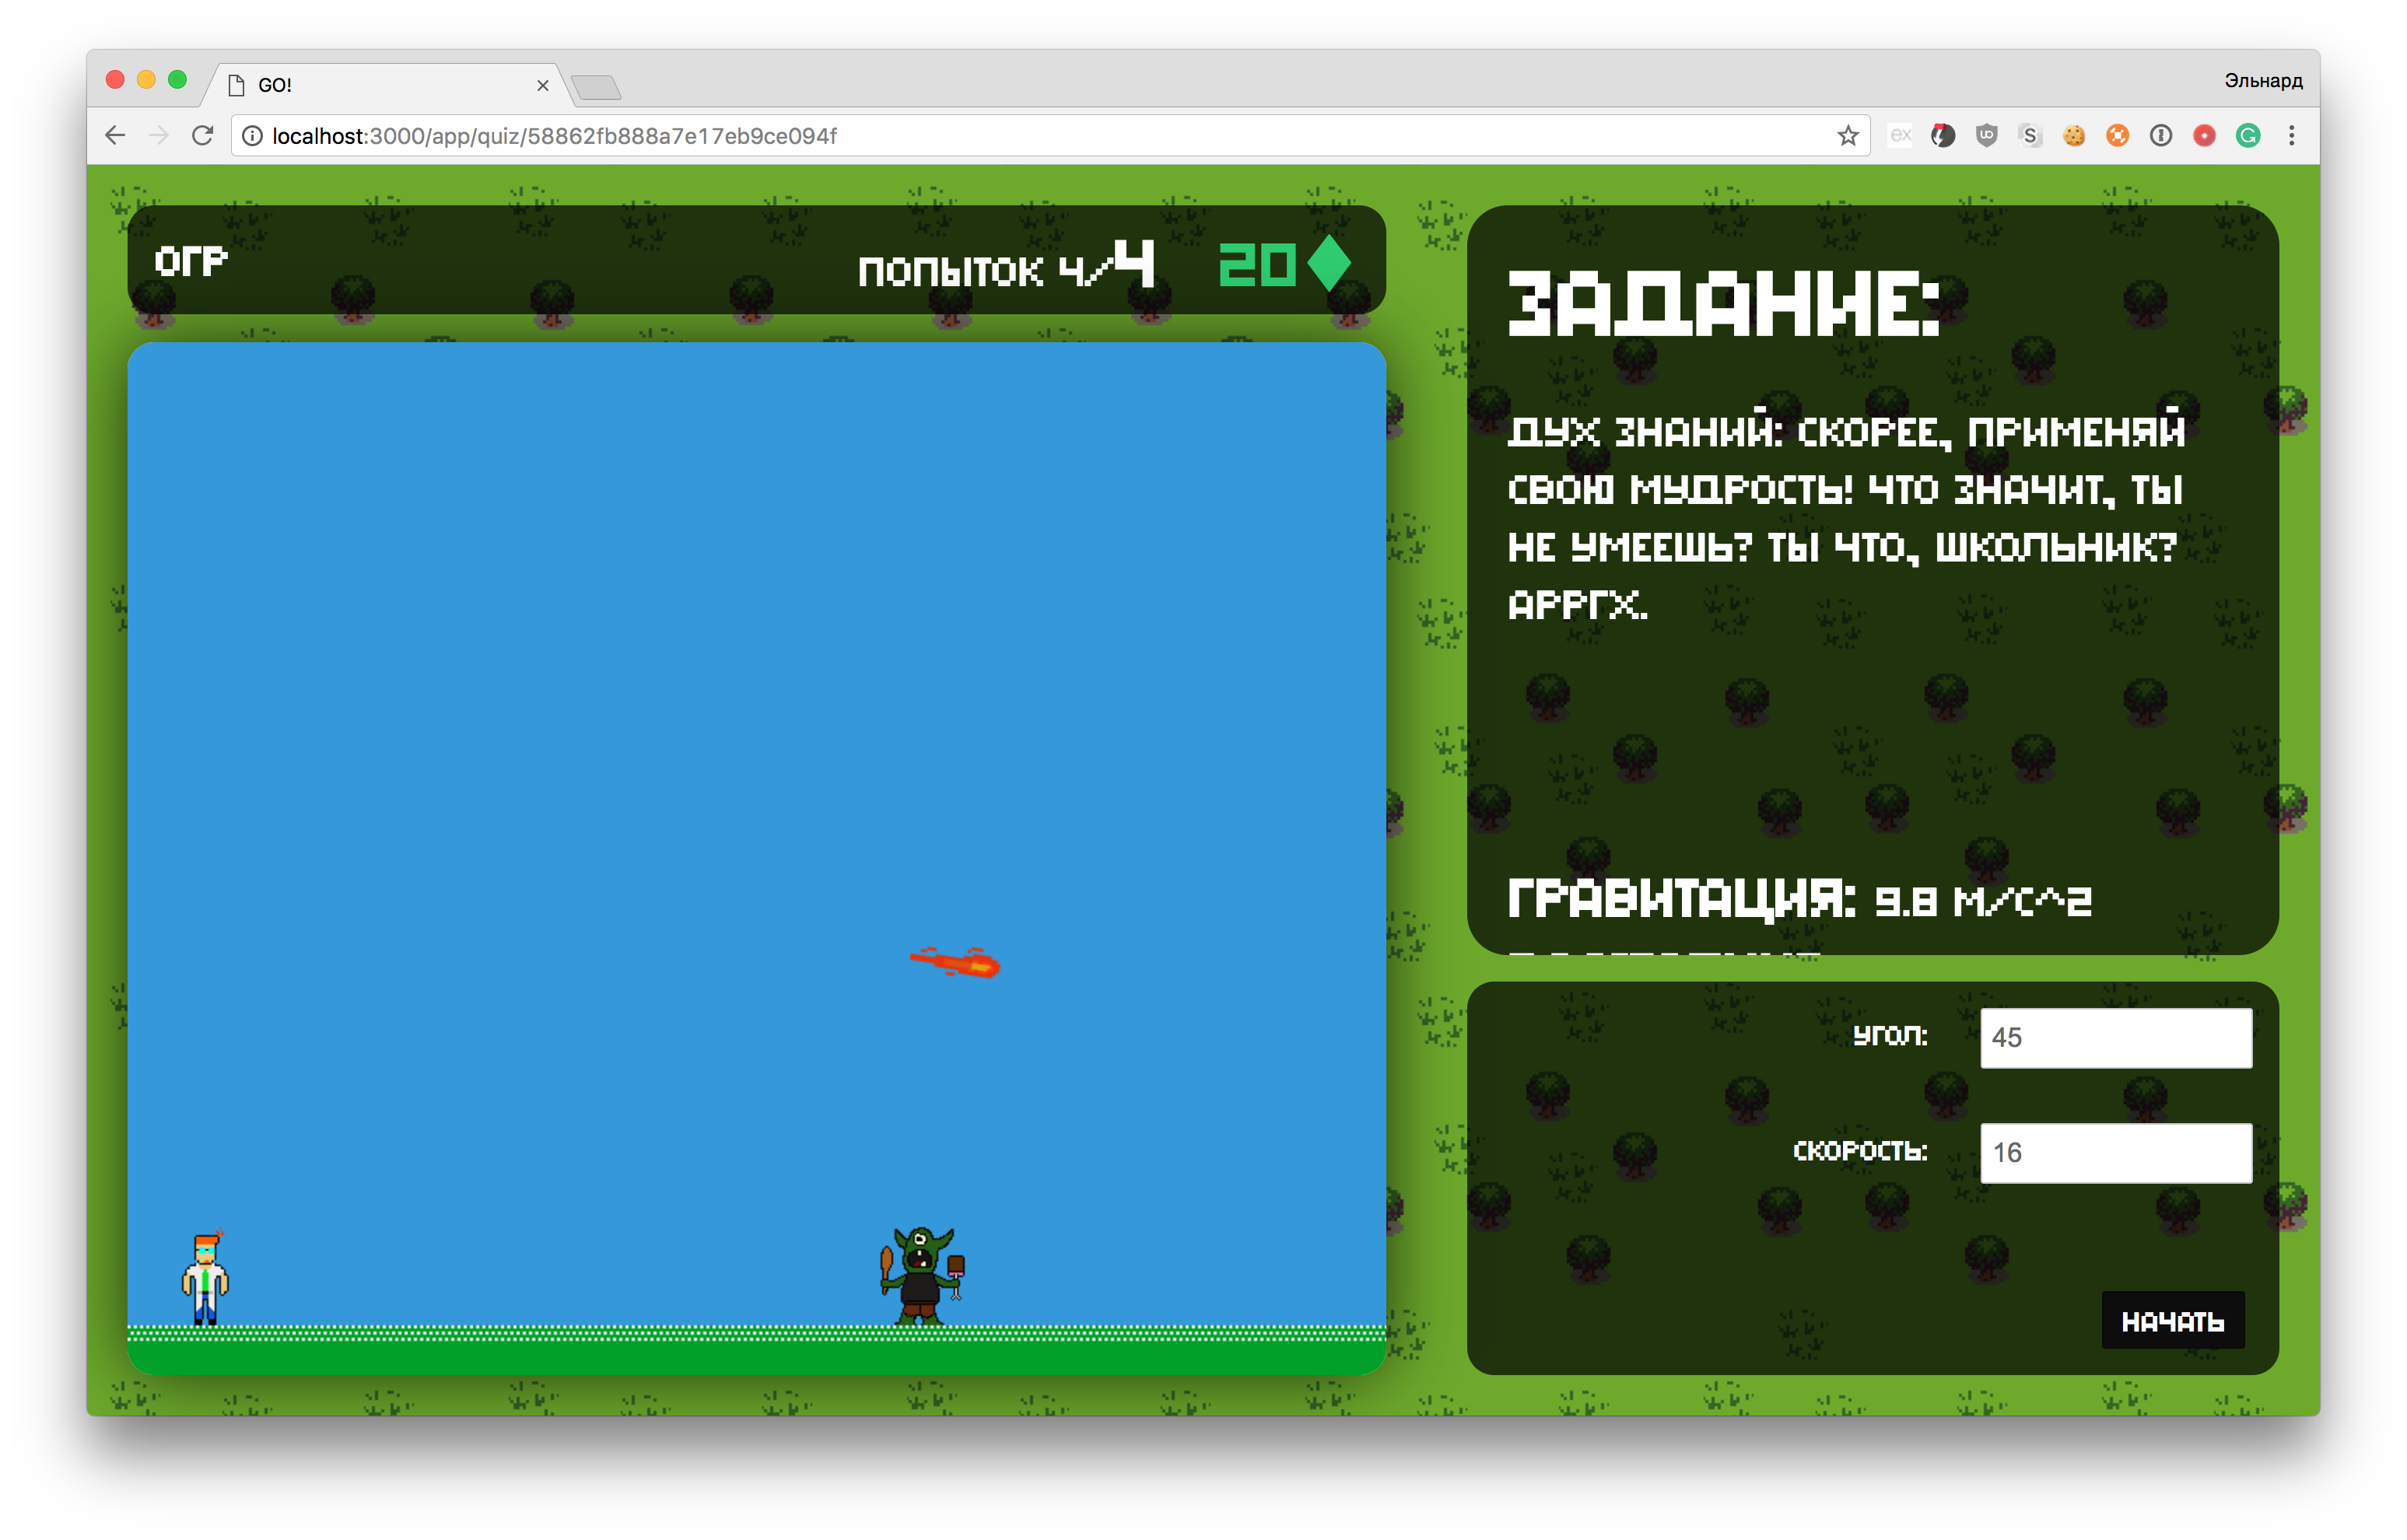 GO!
Эльнард
localhost:3000/app/quiz/58862fb888a7e17eb9ce094f
ОГР
ПОПЫТОК 4/4
20
ЗАДАНИЕ:
ДУХ ЗНАНИЙ: СКОРЕЕ, ПРИМЕНЯЙ
СВОЮ МУДРОСТЬ! ЧТО ЗНАЧИТ, ТЫ
НЕ УМЕЕШЬ? ТЫ ЧТО, ШКОЛЬНИК?
АРРГХ.
ГРАВИТАЦИЯ: 9.8 М/С^2
УГОЛ:
45
СКОРОСТЬ:
16
НАЧАТЬ